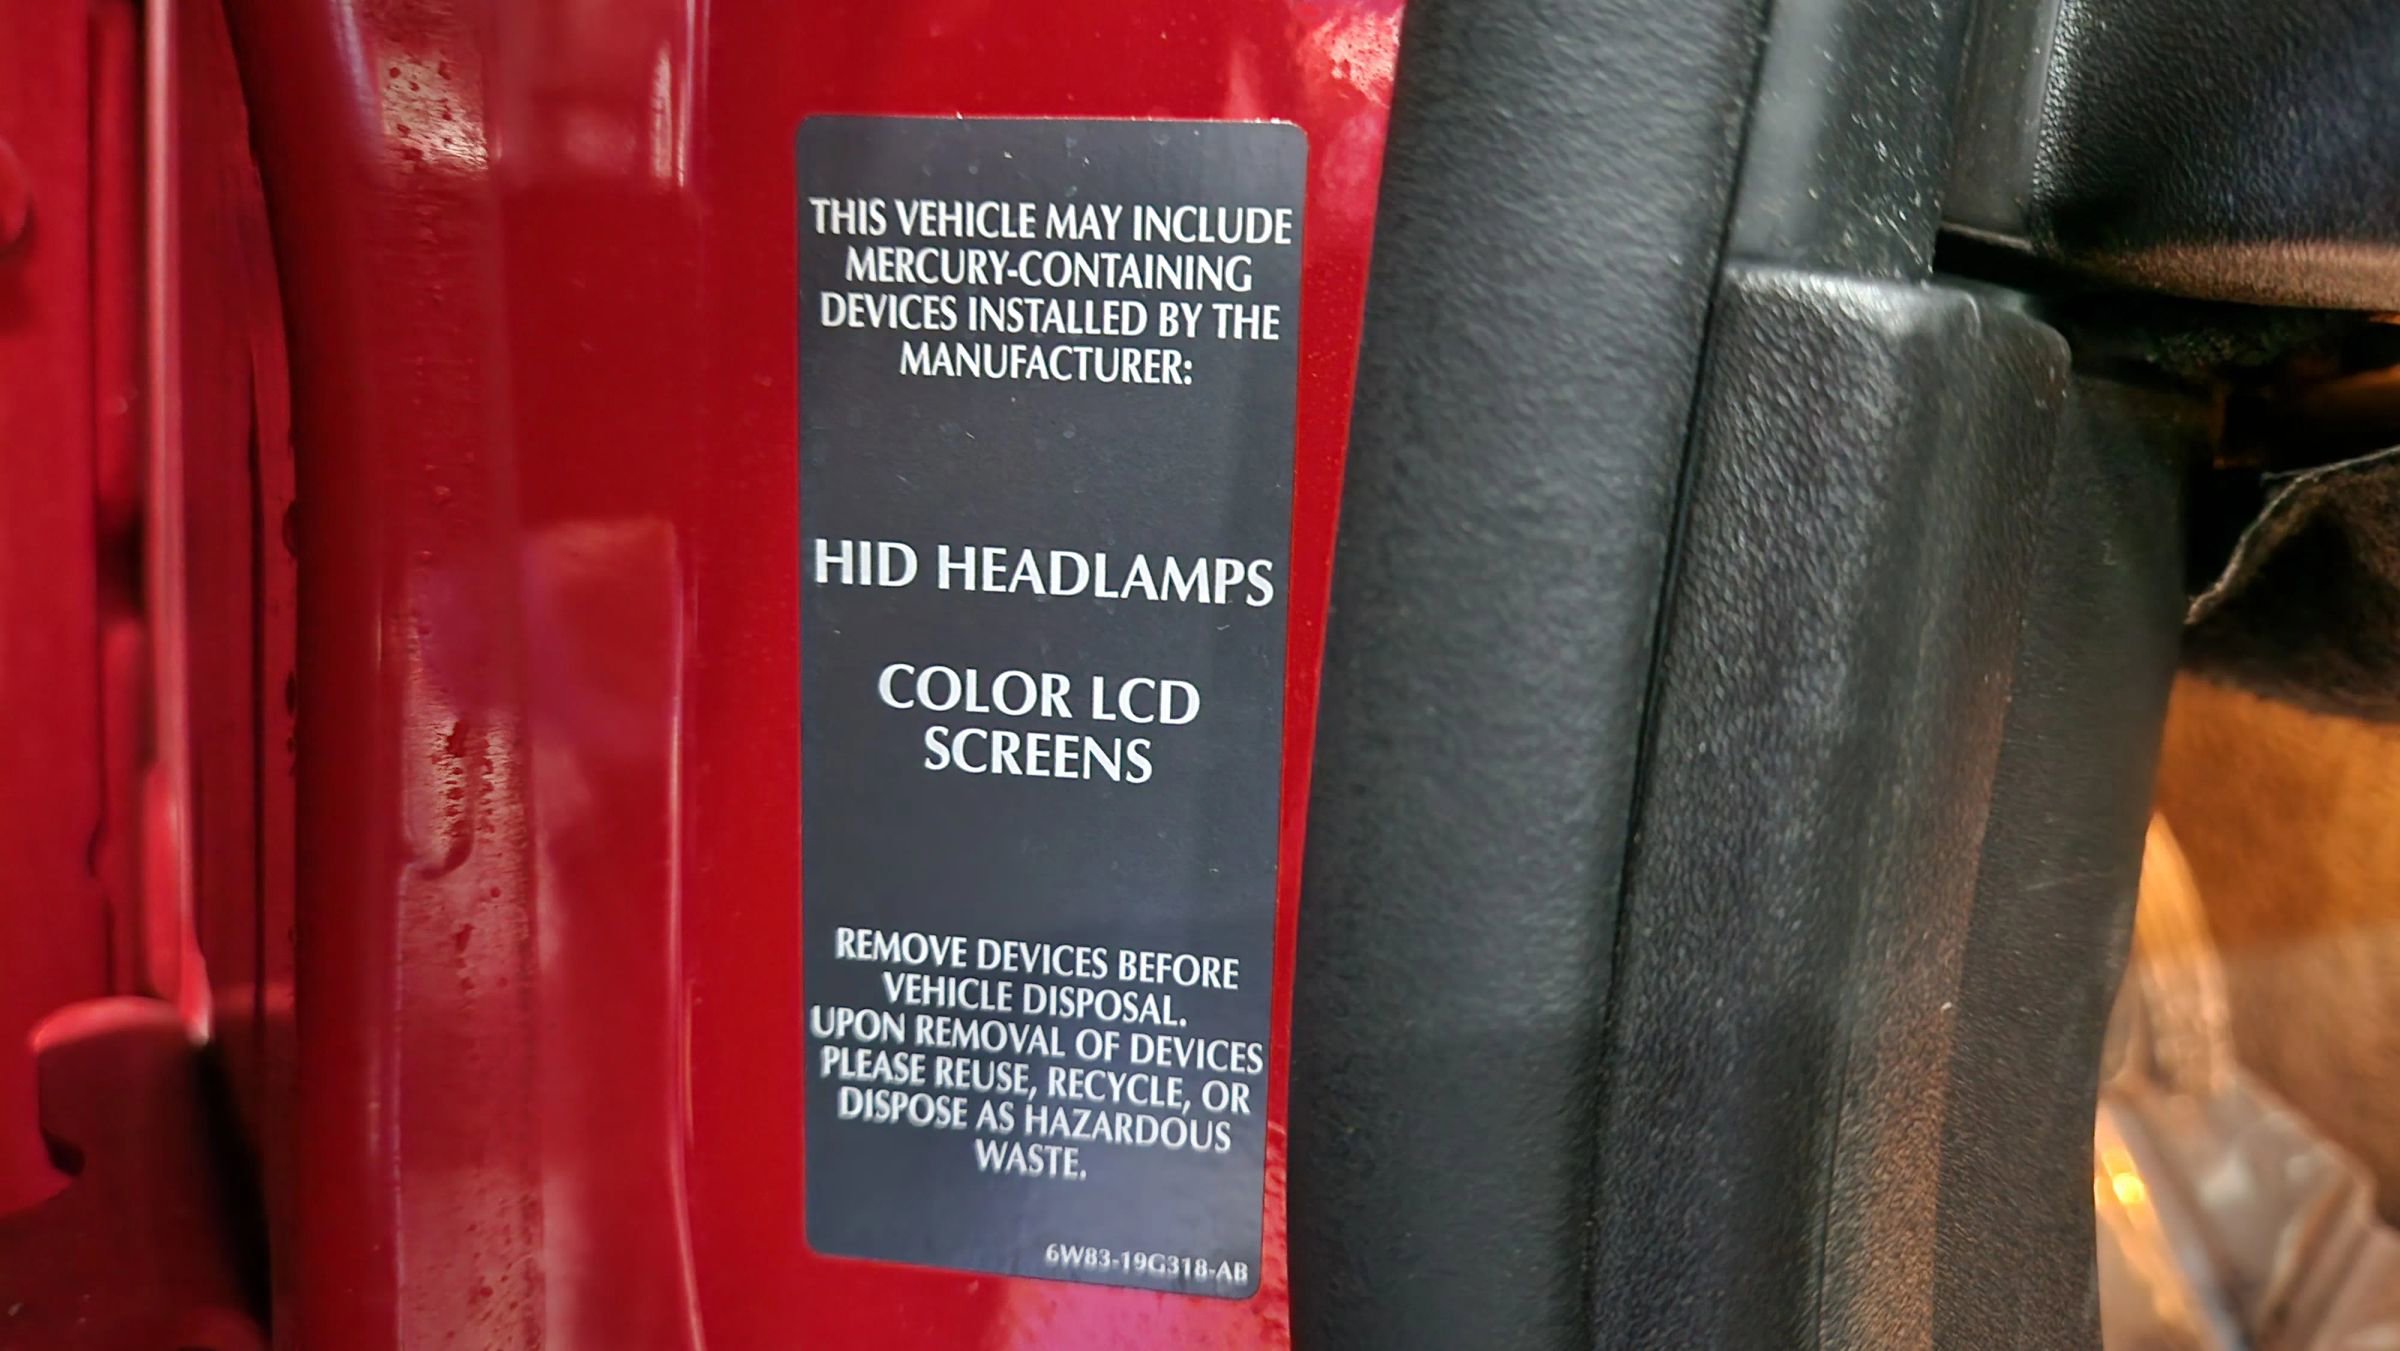 THIS VEHICLE MAY INCLUDE
MERCURY-CONTAINING
DEVICES INSTALLED BY THE
MANUFACTURER:
HID HEADLAMPS
COLOR LCD
SCREENS
REMOVE DEVICES BEFORE
VEHICLE DISPOSAL.
UPON REMOVAL OF DEVICES
PLEASE REUSE, RECYCLE, OR
DISPOSE AS HAZARDOUS
WASTE.
6W83-19G318-AB